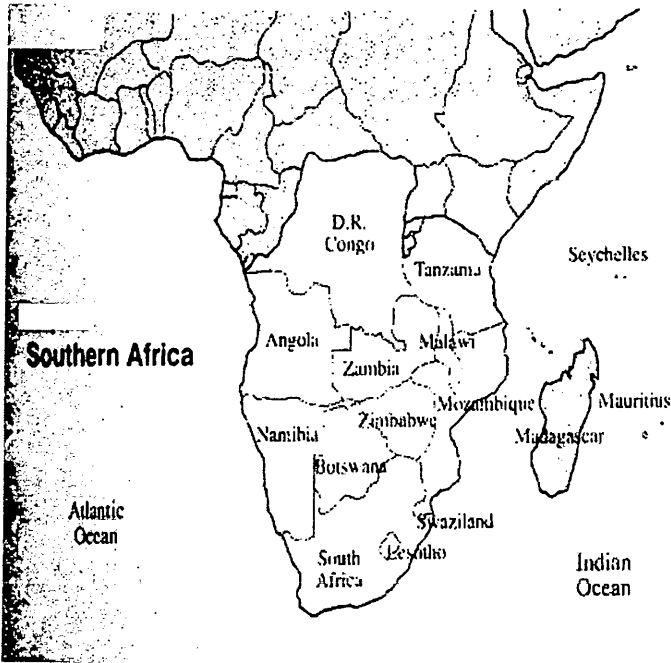 D.R.
Congo
Tanzania
Seychelles
Angola
Malawi
Southern Africa
Zambia
Mozambique
Mauritius
Zimbabwe
Namibia
Madagascar
Botswana
Atlantic
Ocean
Swaziland
Lesotho
South
Africa
Indian
Ocean